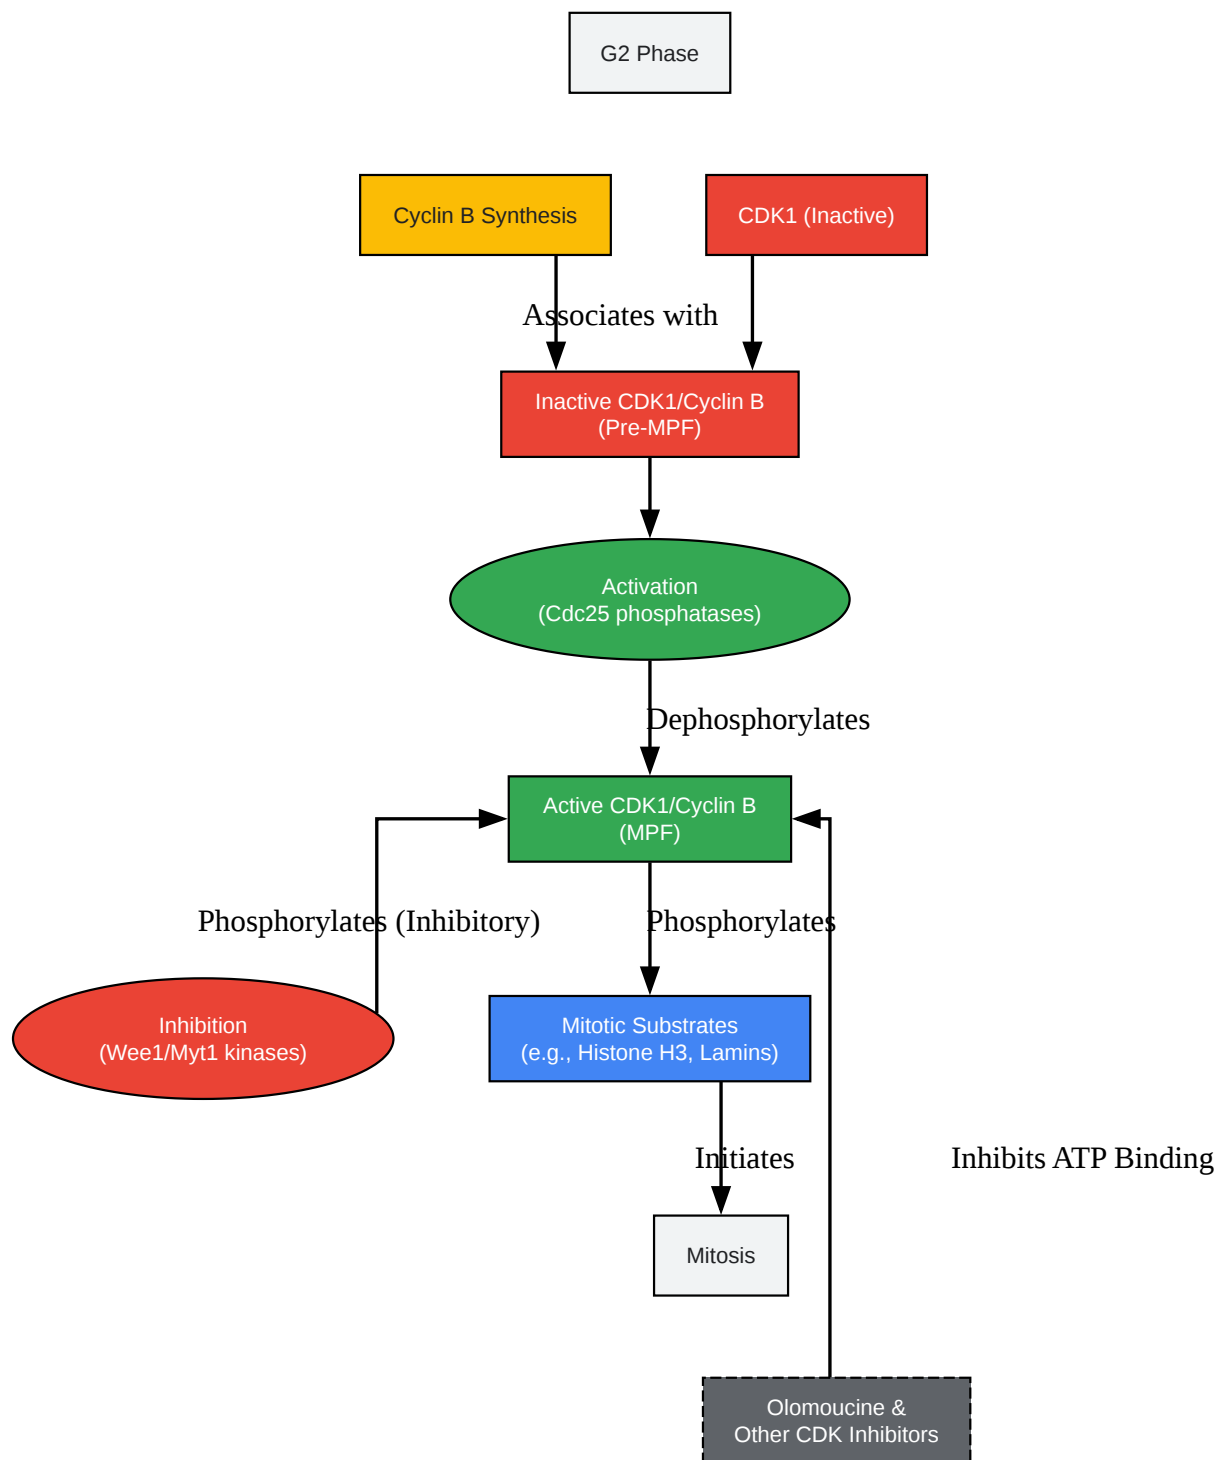 G2 Phase
Cyclin B Synthesis
CDK1 (Inactive)
Associates with
Inactive CDK1/Cyclin B
(Pre-MPF)
Activation
(Cdc25 phosphatases)
Dephosphorylates
Active CDK1/Cyclin B
(MPF)
Phosphorylates (Inhibitory)
Phosphorylates
Inhibition
(Wee1/Myt1 kinases)
Mitotic Substrates
(e.g., Histone H3, Lamins)
Initiates
Inhibits ATP Binding
Mitosis
Olomoucine &
Other CDK Inhibitors